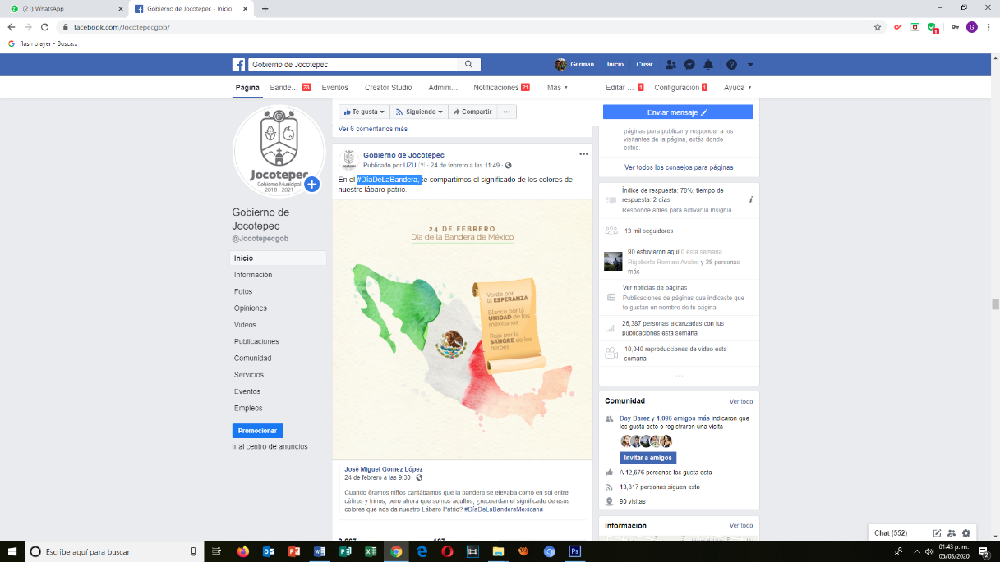 (21) WhatsApp
Gobierno de Jocotepec - Inicio
facebook.com/Jocotepecgob/
flash player - Busca...
Gobierno de Jocotepec
German
Inicio
Crear
Página
Bande... 23
Eventos
Creator Studio
Admini...
Notificaciones 21
Más
Editar ... 1
Configuración 1
Ayuda
Te gusta
Siguiendo
Compartir
Enviar mensaje
Jocotepec
Gobierno Municipal
2018 - 2021
Gobierno de
Jocotepec
@Jocotepecgob
Inicio
Información
Fotos
Opiniones
Videos
Publicaciones
Comunidad
Servicios
Eventos
Empleos
Promocionar
Ir al centro de anuncios
Ver 6 comentarios más
Gobierno de Jocotepec
Publicado por UZU [?] · 24 de febrero a las 11:49 ·
En el #DíaDeLaBandera, te compartimos el significado de los colores de
nuestro lábaro patrio.
24 DE FEBRERO
Día de la Bandera de México
Verde por
la ESPERANZA
Blanco por la
UNIDAD de los
mexicanos
Rojo por la
SANGRE de los
héroes
José Miguel Gómez López
24 de febrero a las 9:30
Cuando éramos niños cantábamos que la bandera se elevaba como en sol entre
céfiros y trinos, pero ahora que somos adultos, ¿recuerdan el significado de esos
colores que nos da nuestro Lábaro Patrio? #DíaDeLaBanderaMexicana
páginas para publicar y responder a los
visitantes de la página, estés donde
estés.
Ver todos los consejos para páginas
Índice de respuesta: 78%; tiempo de
respuesta: 2 días
Responde antes para activar la insignia
13 mil seguidores
90 estuvieron aquí 0 esta semana
Rigoberto Romero Avalos y 28 personas
más
Ver noticias de páginas
Publicaciones de páginas que indicaste que
te gustan en nombre de tu página
26,387 personas alcanzadas con tus
publicaciones esta semana
10,040 reproducciones de video esta
semana
Comunidad
Ver todo
Day Barez y 1,096 amigos más indicaron que
les gusta esto o registraron una visita
Invitar a amigos
A 12,676 personas les gusta esto
13,817 personas siguen esto
90 visitas
Información
Ver todo
Chat (552)
Escribe aquí para buscar
01:43 p. m.
05/03/2020